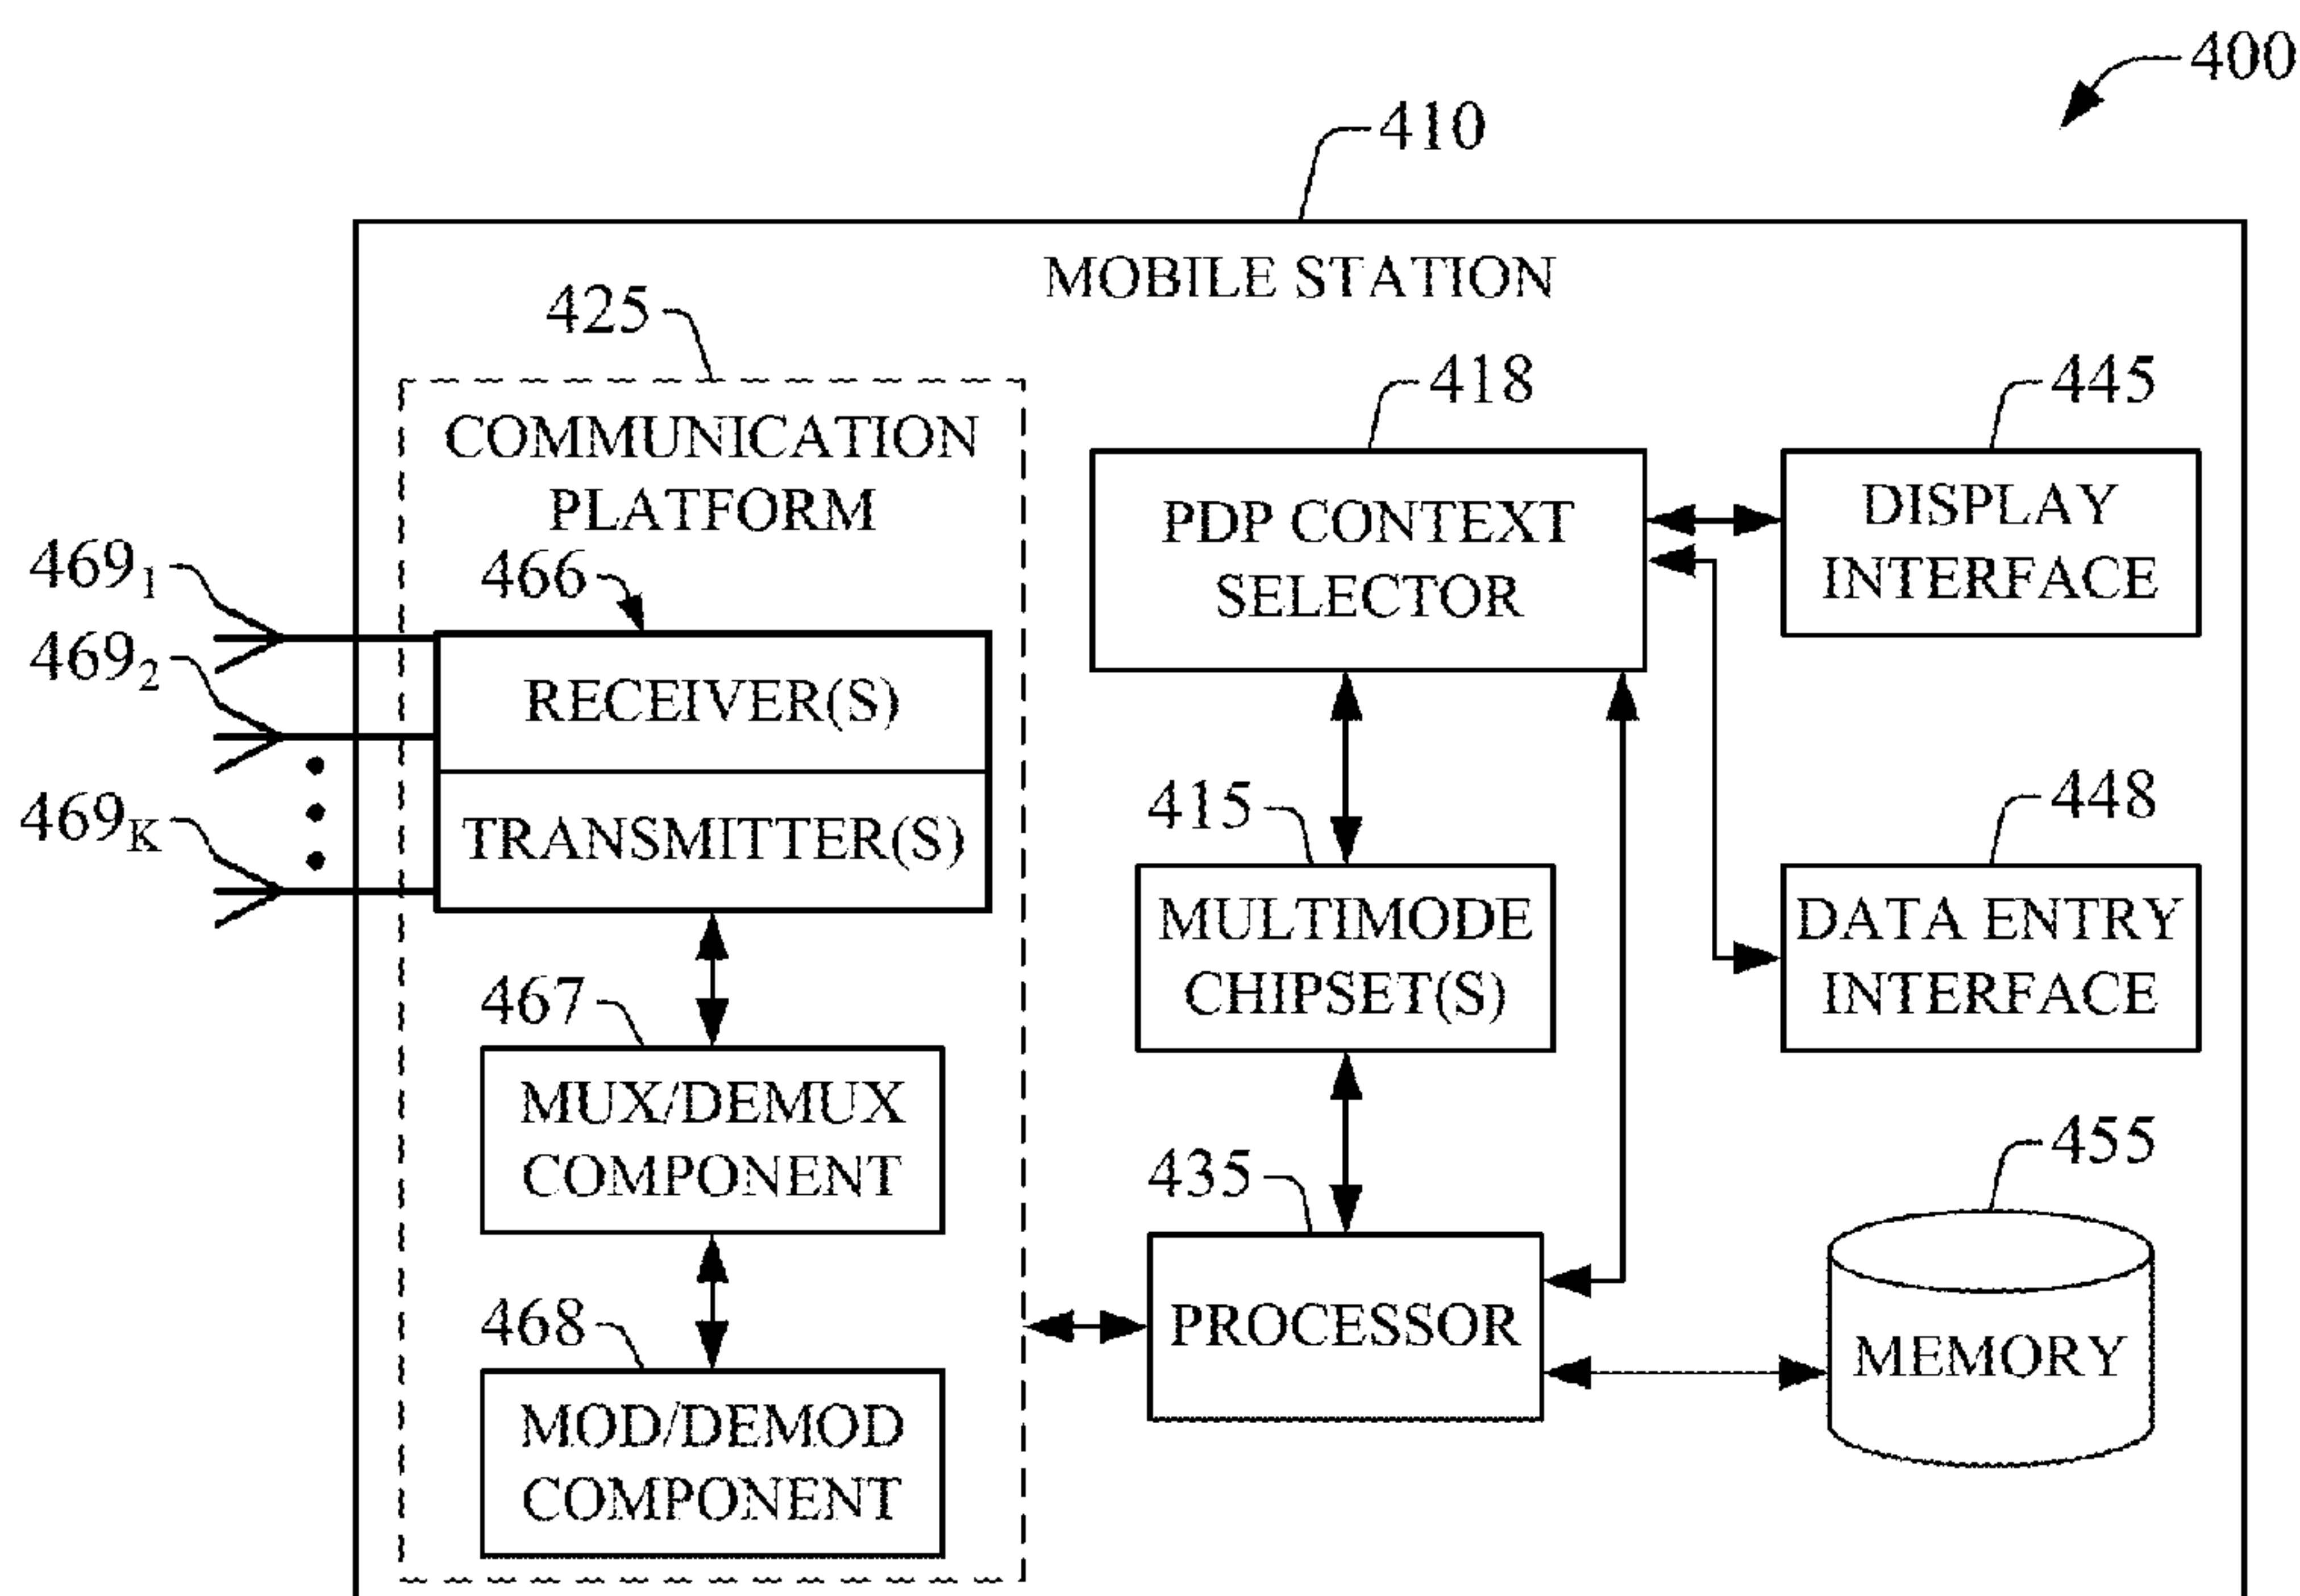 400
410
MOBILE STATION
425
COMMUNICATION
PLATFORM
466
469₁
469₂
469K
RECEIVER(S)
TRANSMITTER(S)
467
MUX/DEMUX
COMPONENT
468
MOD/DEMOD
COMPONENT
418
PDP CONTEXT
SELECTOR
415
MULTIMODE
CHIPSET(S)
435
PROCESSOR
445
DISPLAY
INTERFACE
448
DATA ENTRY
INTERFACE
455
MEMORY